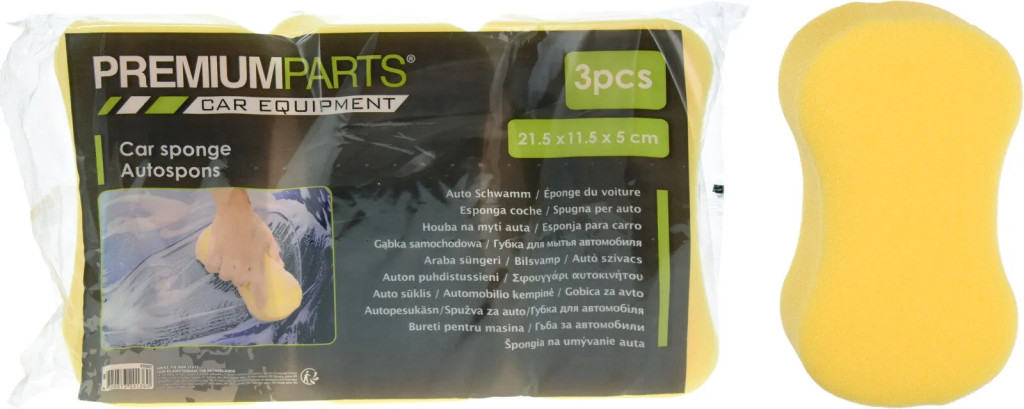 PREMIUMPARTS®
CAR EQUIPMENT
3pcs
21.5 x 11.5 x 5 cm
Car sponge
Autospons
Auto Schwamm / Éponge du voiture
Esponga coche / Spugna per auto
Houba na mytí auta / Esponja para carro
Gąbka samochodowa / Губка для мытья автомобиля
Araba süngeri / Bilsvamp / Autó szivacs
Auton puhdistussieni / Σφουγγάρι αυτοκινήτου
Auto sūklis / Automobilio kempinė / Gobica za avto
Autopesukäsn/Spužva za auto/Губка для автомобіля
Bureti pentru masina / Гъба за автомобили
Špongia na umývanie auta